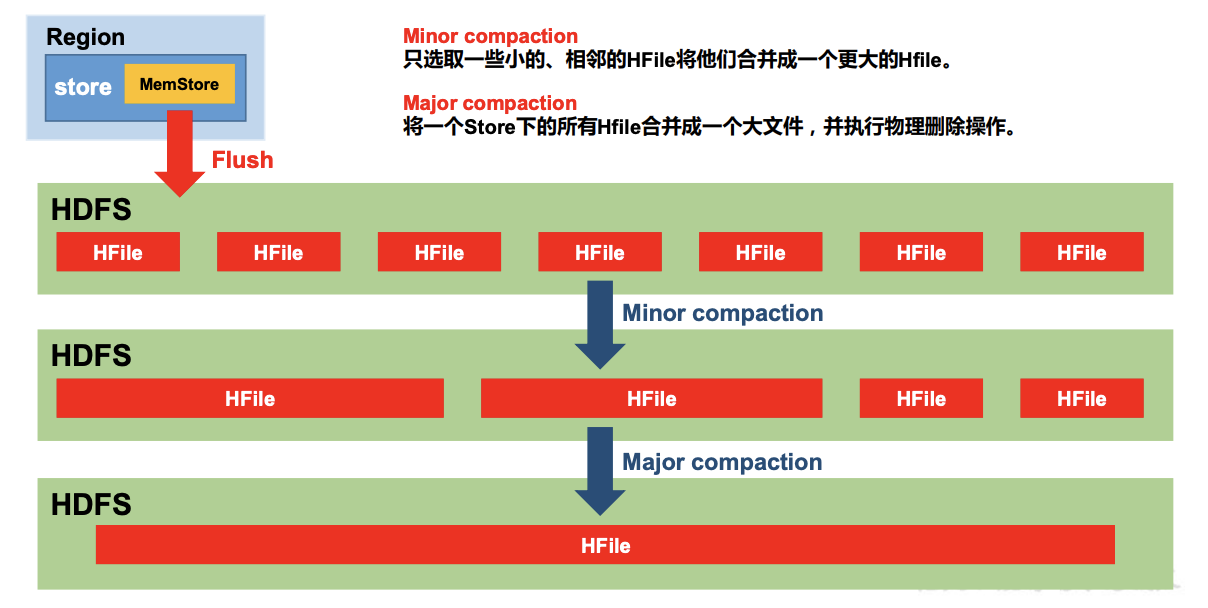 Region
store
MemStore
Flush
Minor compaction
只选取一些小的、相邻的HFile将他们合并成一个更大的Hfile。
Major compaction
将一个Store下的所有Hfile合并成一个大文件，并执行物理删除操作。
HDFS
HFile HFile HFile HFile HFile HFile HFile
Minor compaction
HDFS
HFile HFile HFile HFile
Major compaction
HDFS
HFile